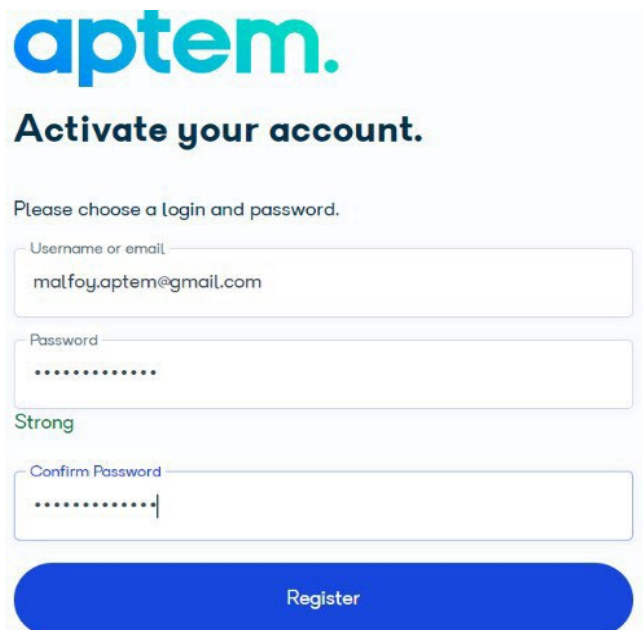 aptem.
Activate your account.
Please choose a login and password.
Username or email
malfoy.aptem@gmail.com
Password
•••••••••••••
Strong
Confirm Password
•••••••••••••
Register